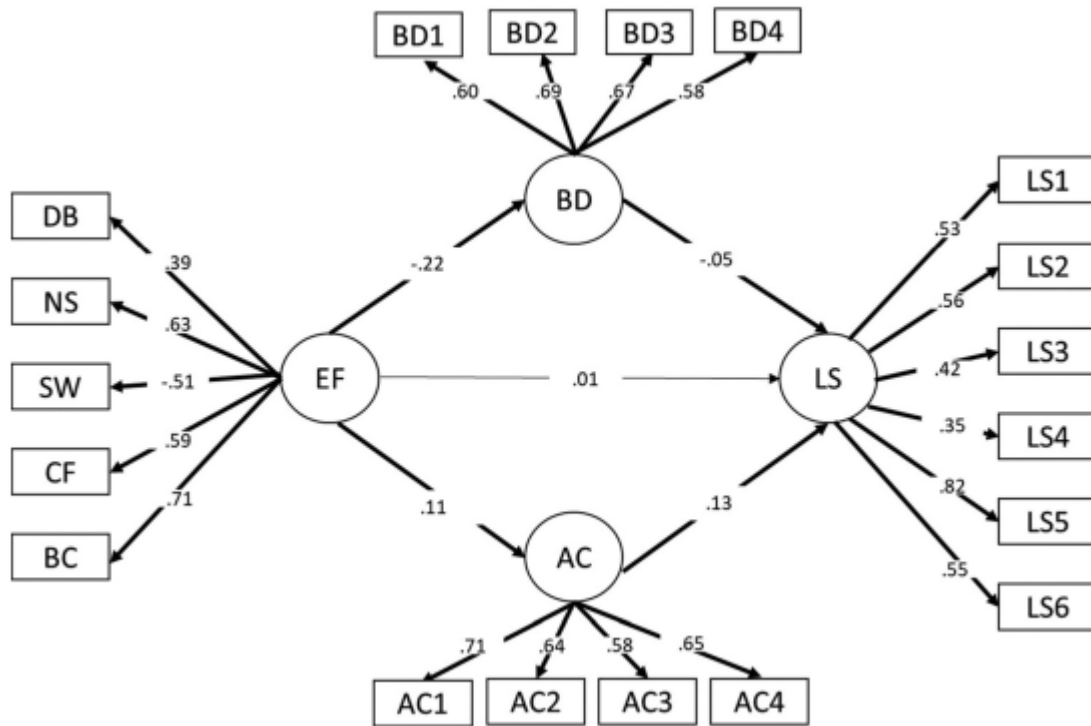 BD1
BD2
BD3
BD4
.60
.69
.67
.58
BD
LS1
LS2
LS3
LS4
LS5
LS6
.53
.56
.42
.35
.82
.55
DB
NS
SW
CF
BC
.39
.63
-.51
.59
.71
-.22
-.05
EF
.01
LS
.11
.13
AC
.71
.64
.58
.65
AC1
AC2
AC3
AC4